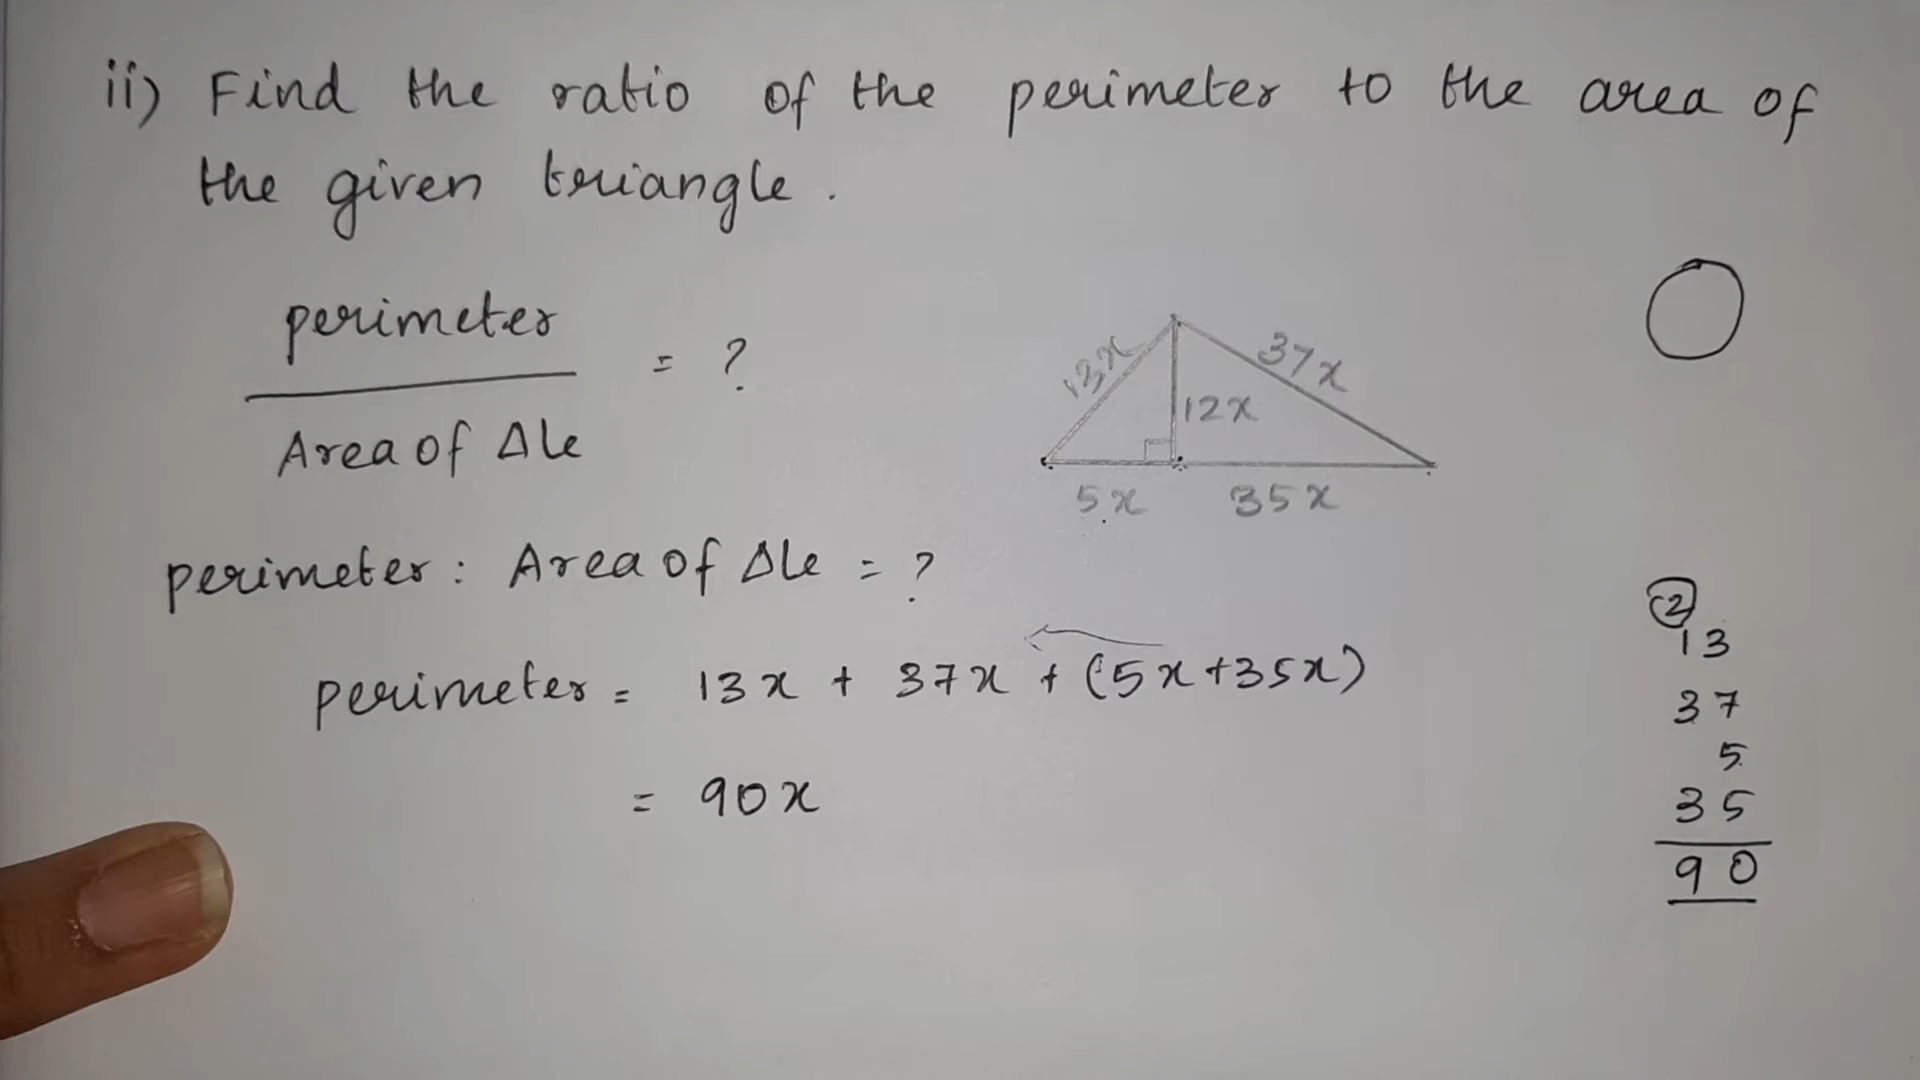 ii) Find the ratio of the perimeter to the area of
the given triangle.
perimeter
= ?
Area of Δle
13x
37x
12x
5x
35x
perimeter : Area of Δle = ?
perimeter = 13x + 37x + (5x+35x)
= 90x
2
13
37
5
35
90